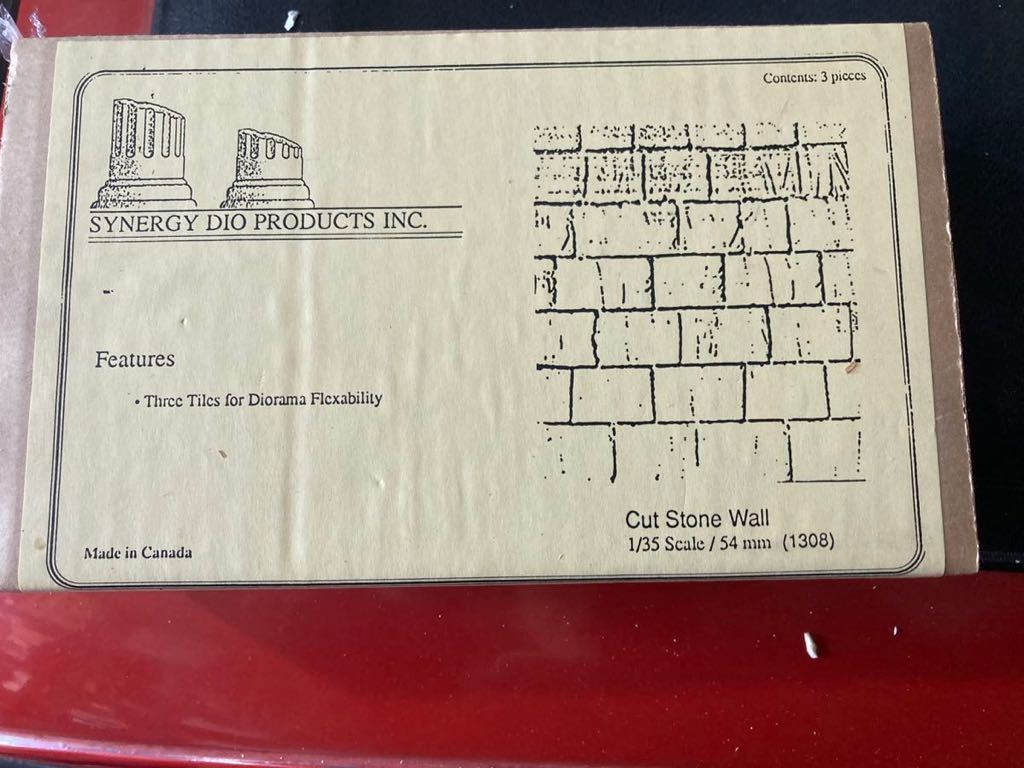 Contents: 3 pieces
SYNERGY DIO PRODUCTS INC.
Features
• Three Tiles for Diorama Flexability
Cut Stone Wall
1/35 Scale / 54 mm (1308)
Made in Canada